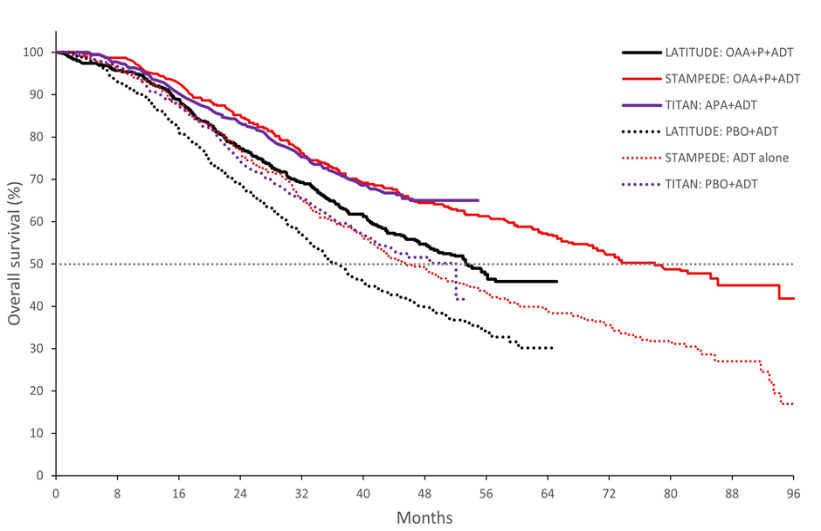 100
90
80
70
60
50
40
30
20
10
0
Overall survival (%)
0 8 16 24 32 40 48 56 64 72 80 88 96
Months
LATITUDE: OAA+P+ADT
STAMPEDE: OAA+P+ADT
TITAN: APA+ADT
LATITUDE: PBO+ADT
STAMPEDE: ADT alone
TITAN: PBO+ADT